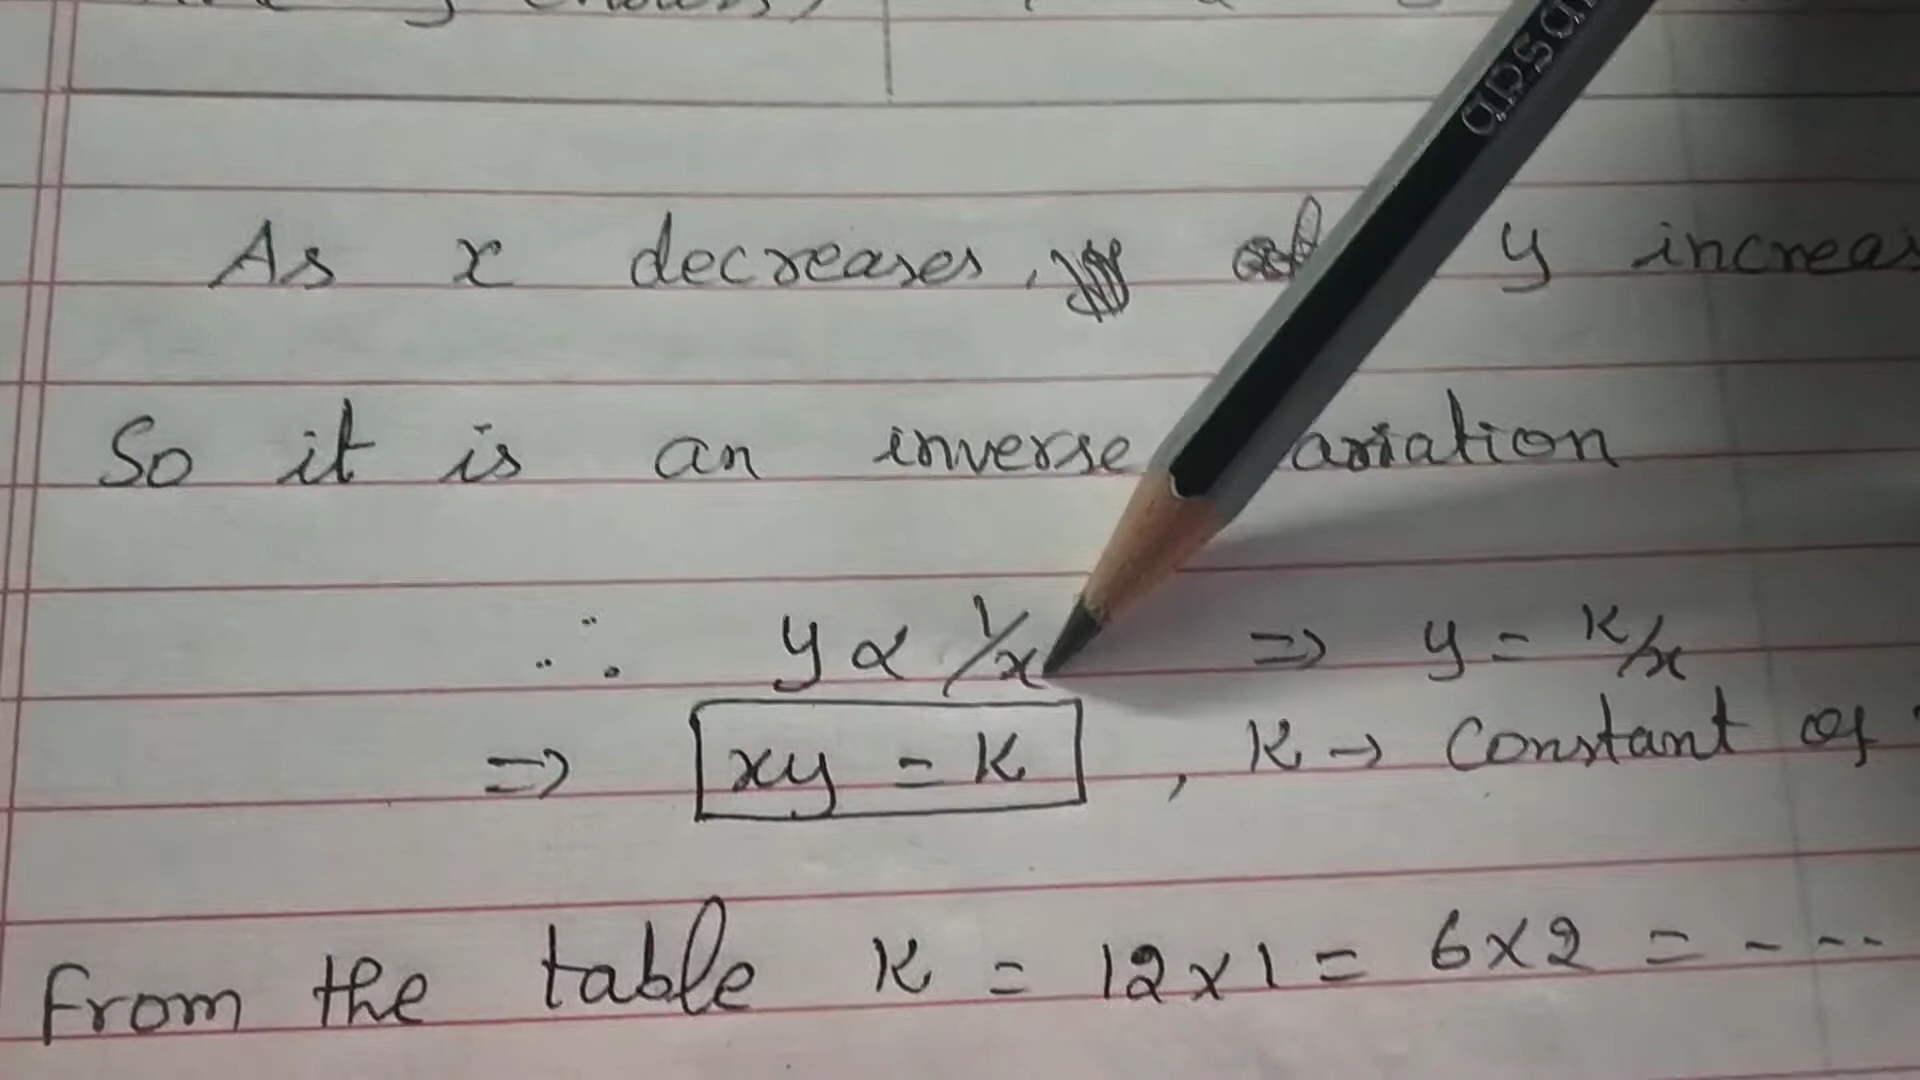 As x decreases, y increas
So it is an inverse ariation
∴ y ∝ 1/x ⇒ y = K/x
⇒ xy = K , K → Constant of
From the table K = 12 x 1 = 6 x 2 = - - - -
apsa